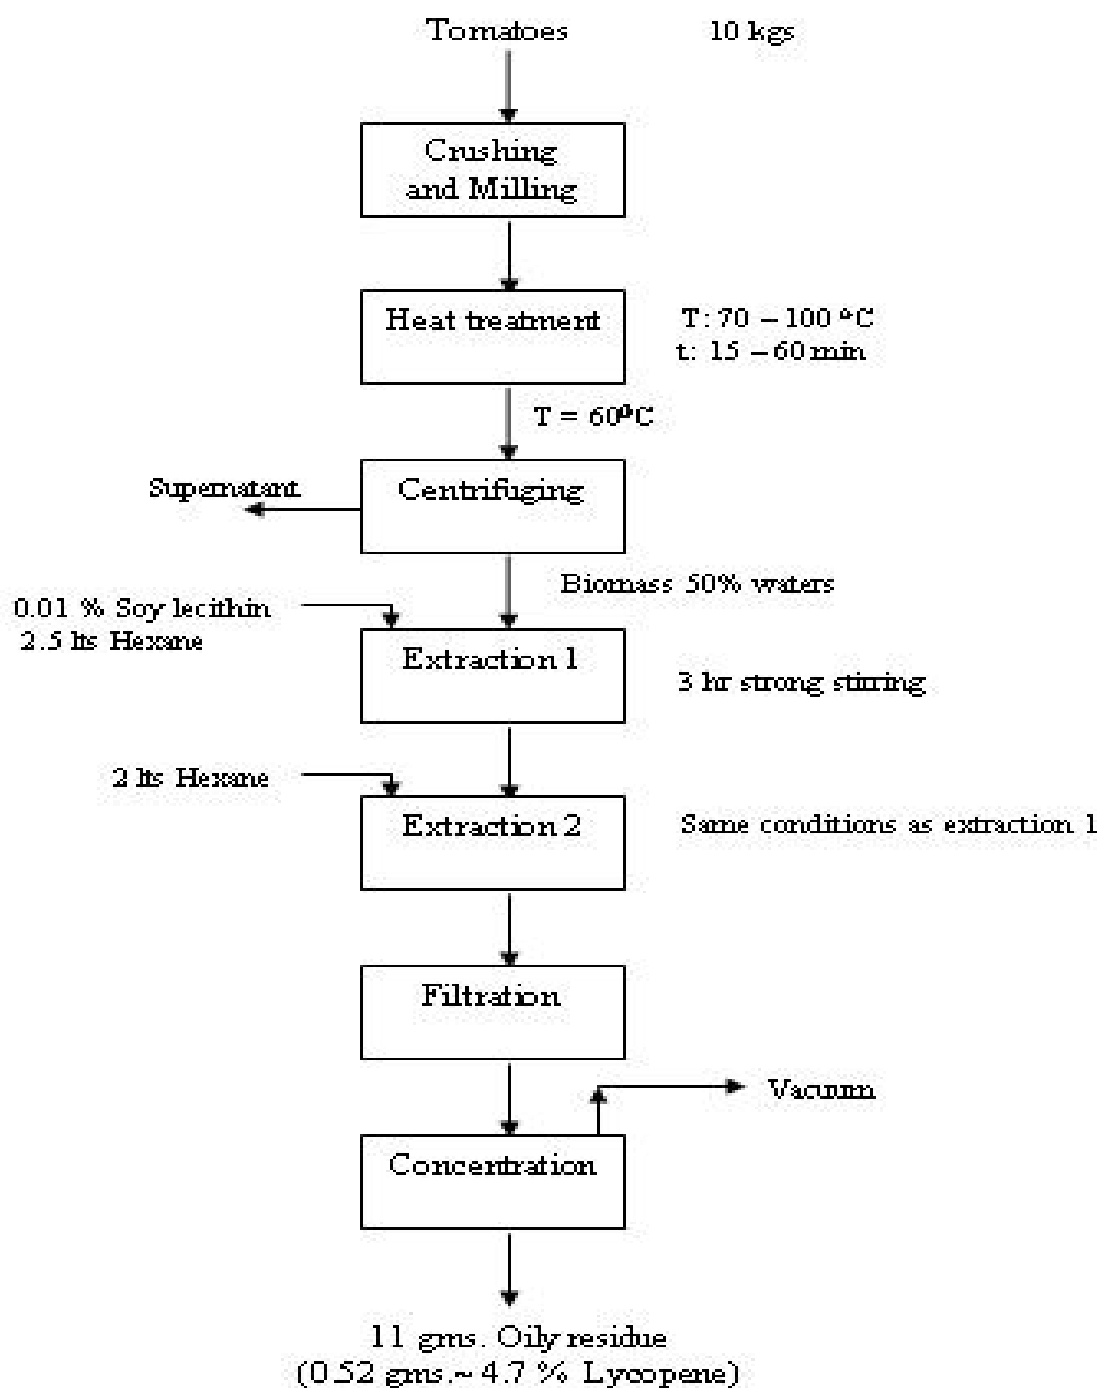 Tomatoes 10 kgs
Crushing
and Milling
Heat treatment
T: 70 – 100 °C
t: 15 – 60 min
T = 60°C
Centrifuging
Supernatant
Biomass 50% waters
0.01 % Soy lecithin
2.5 lts Hexane
Extraction 1
3 hr strong stirring
2 lts Hexane
Extraction 2
Same conditions as extraction 1
Filtration
Vacuum
Concentration
11 gms. Oily residue
(0.52 gms.~ 4.7 % Lycopene)